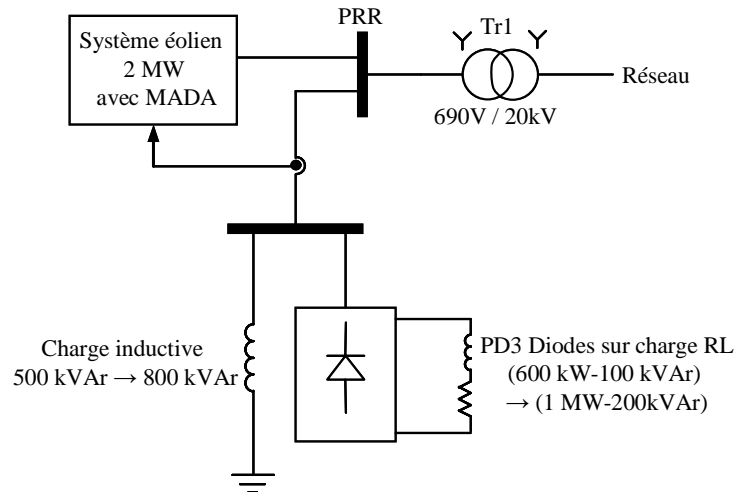 PRR
Système éolien
2 MW
avec MADA
Tr1
Réseau
690V / 20kV
Charge inductive
500 kVAr → 800 kVAr
PD3 Diodes sur charge RL
(600 kW-100 kVAr)
→ (1 MW-200kVAr)